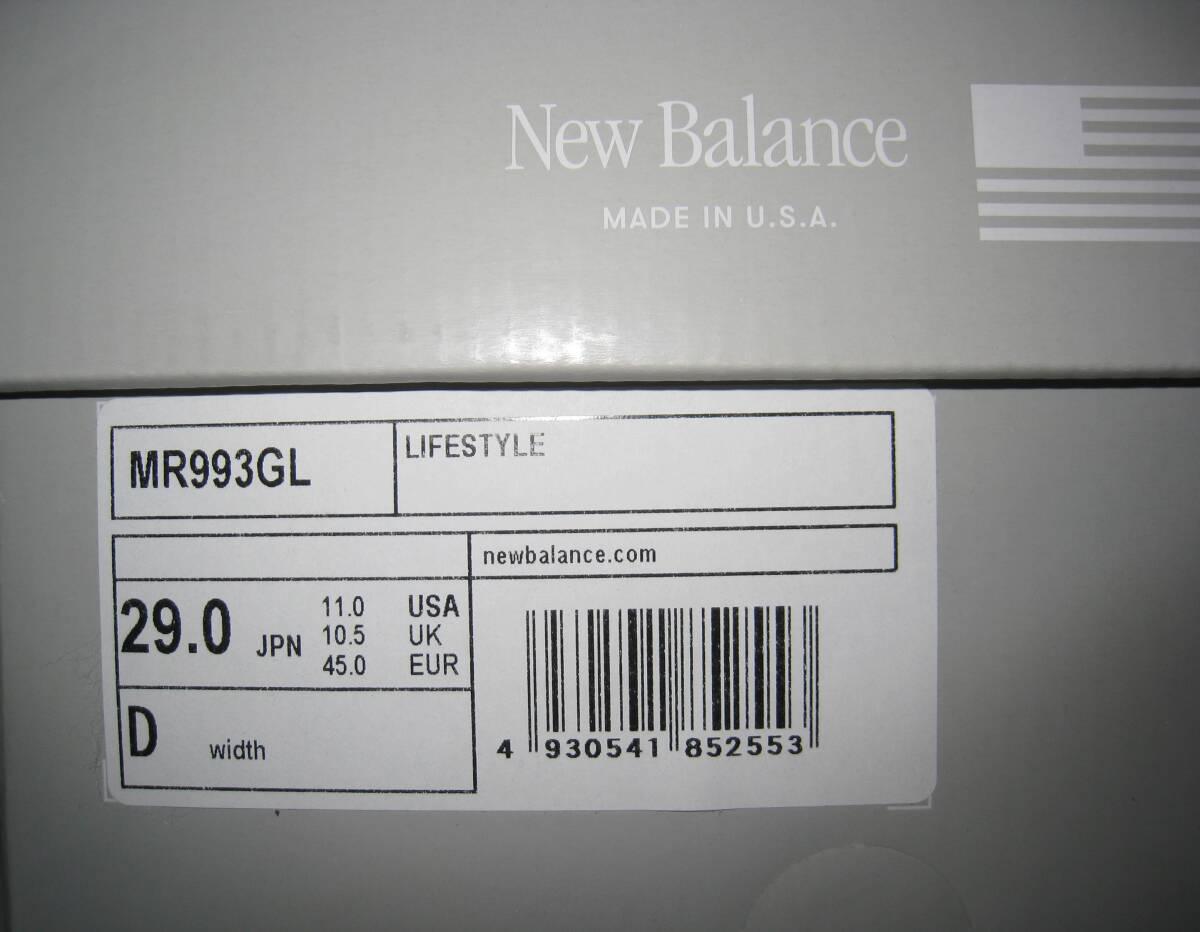 New Balance
MADE IN U.S.A.
MR993GL
LIFESTYLE
newbalance.com
29.0 JPN
11.0 USA
10.5 UK
45.0 EUR
D width
4 930541 852553